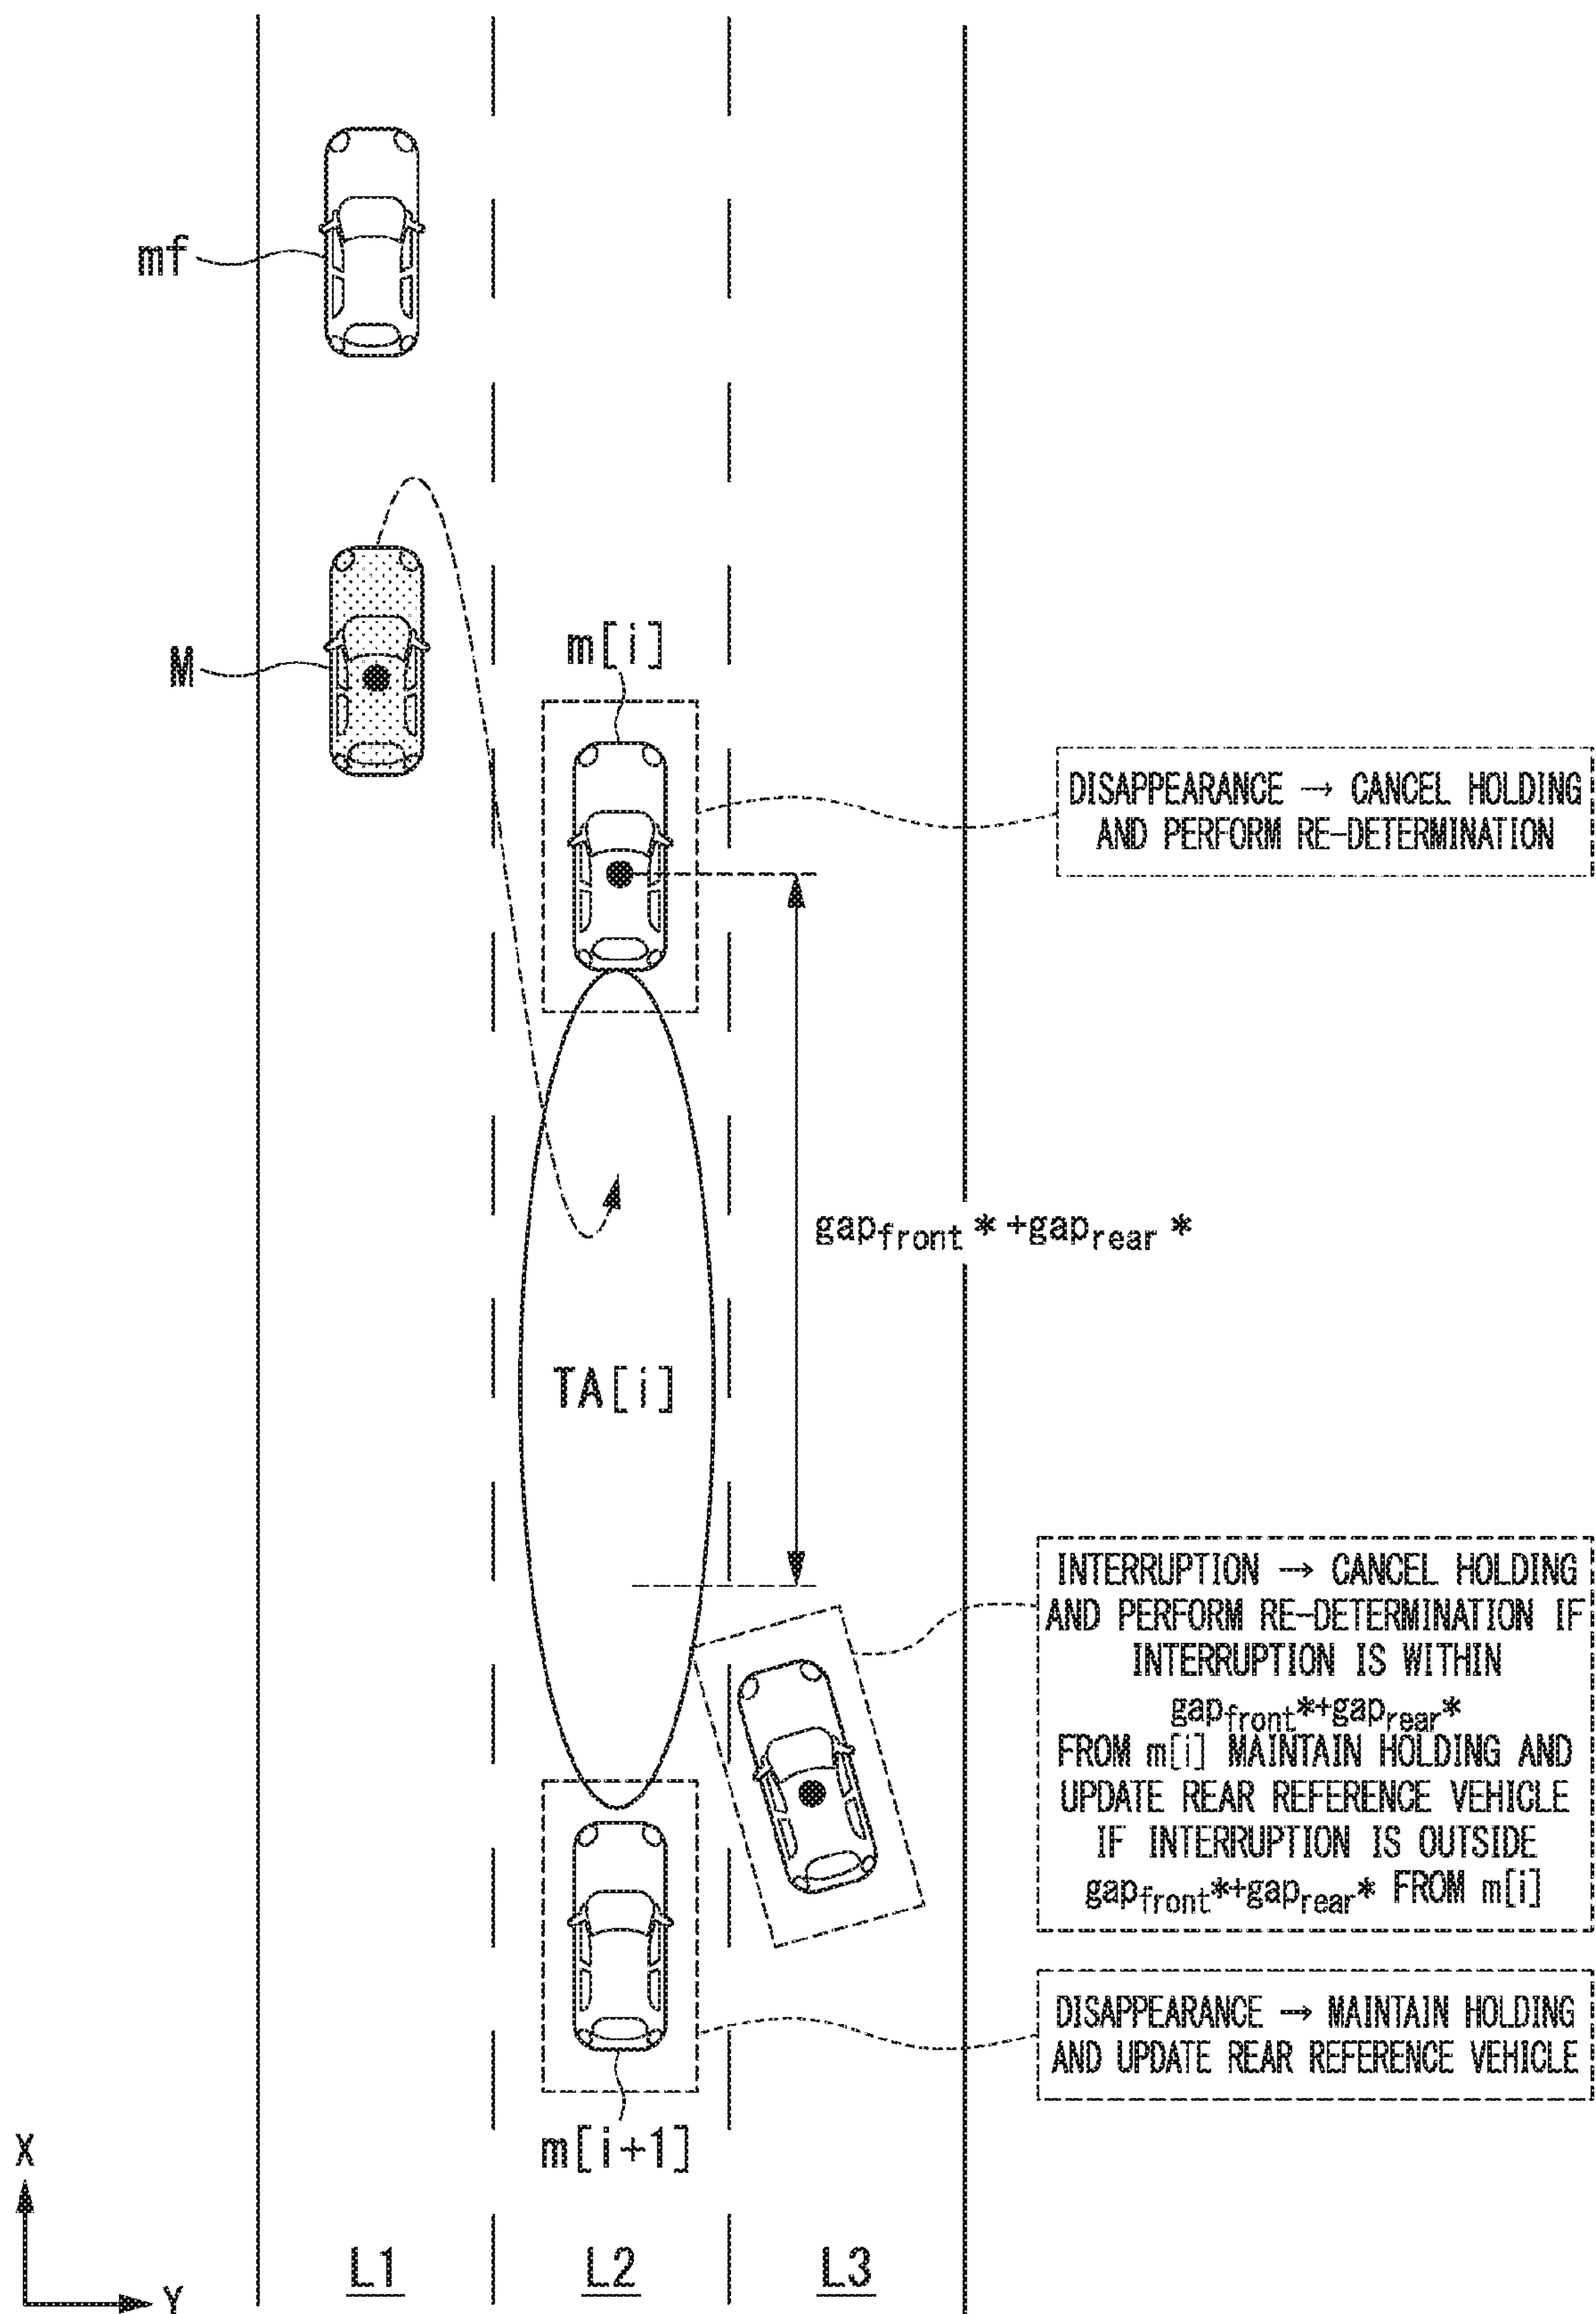 mf
M
m[i]
DISAPPEARANCE → CANCEL HOLDING
AND PERFORM RE-DETERMINATION
gapfront*+gaprear*
TA[i]
INTERRUPTION → CANCEL HOLDING
AND PERFORM RE-DETERMINATION IF
INTERRUPTION IS WITHIN
gapfront*+gaprear*
FROM m[i] MAINTAIN HOLDING AND
UPDATE REAR REFERENCE VEHICLE
IF INTERRUPTION IS OUTSIDE
gapfront*+gaprear* FROM m[i]
DISAPPEARANCE → MAINTAIN HOLDING
AND UPDATE REAR REFERENCE VEHICLE
m[i+1]
X
Y
L1
L2
L3